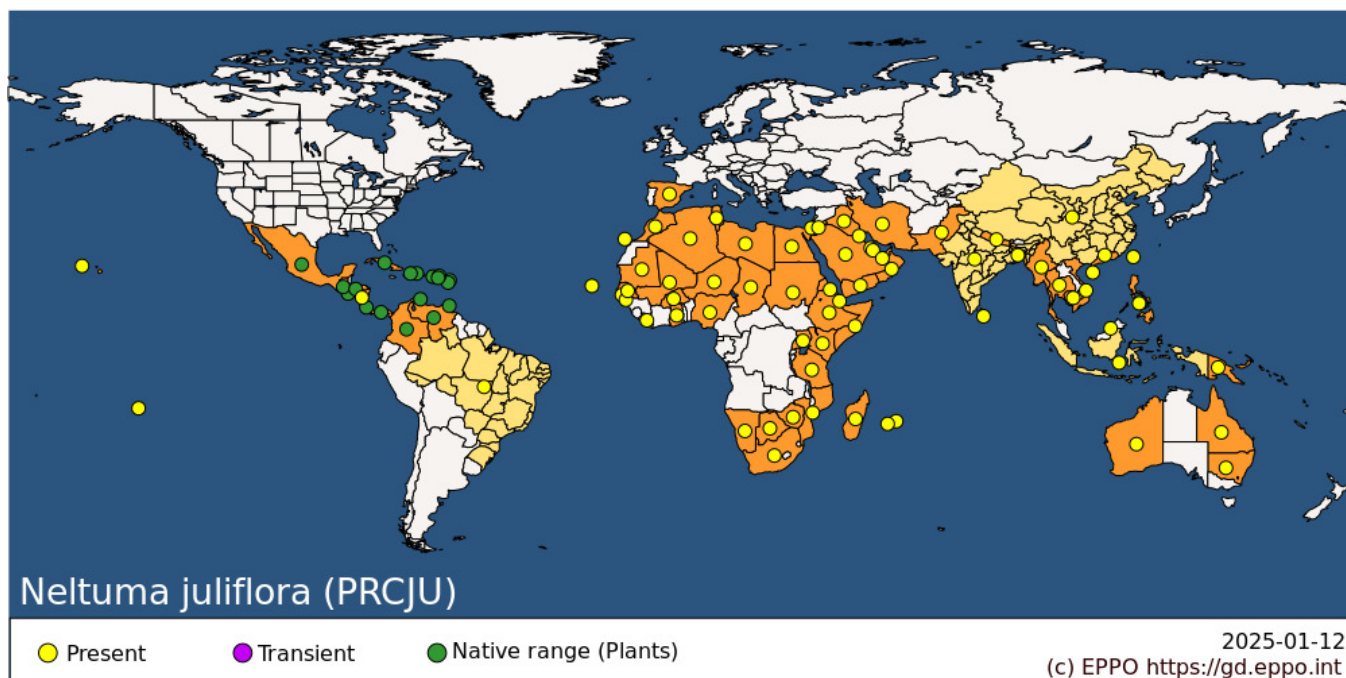 Neltuma juliflora (PRCJU)
Present
Transient
Native range (Plants)
2025-01-12
(c) EPPO https://gd.eppo.int